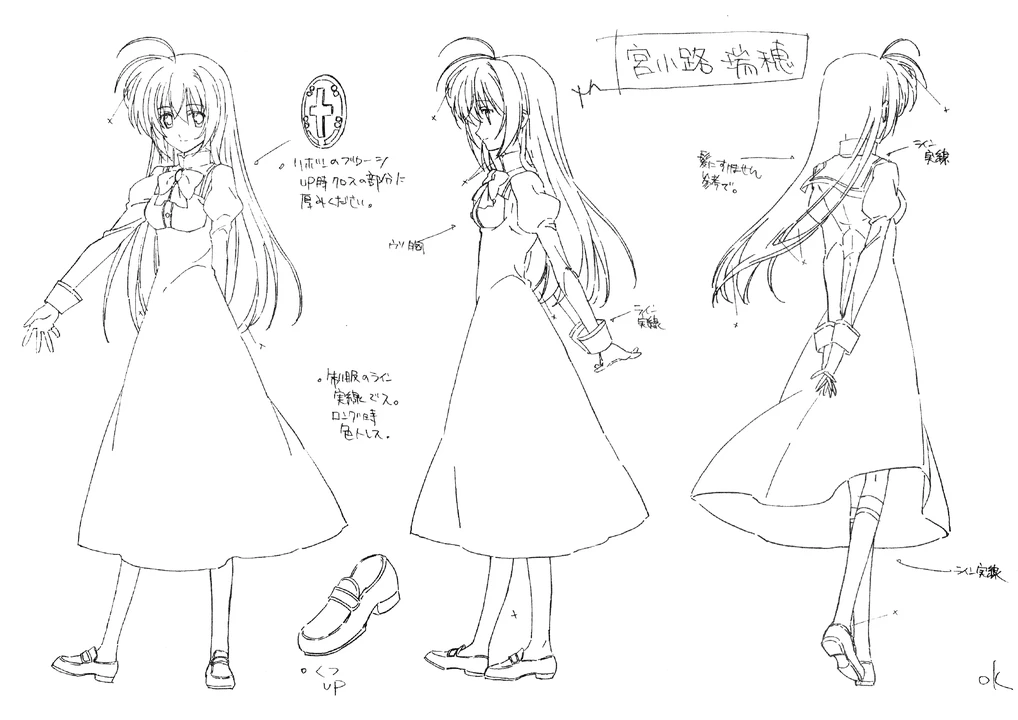 宮小路 瑞穂
リボンのブローシ
UP時クロスの部分に
厚みください。
ライン
実線
髪にすけません
参考で。
ウソ胸
ライン
実線
制服のライン
実線でス。
ロング時
色トレス。
ライン実線
くつ
UP
OK